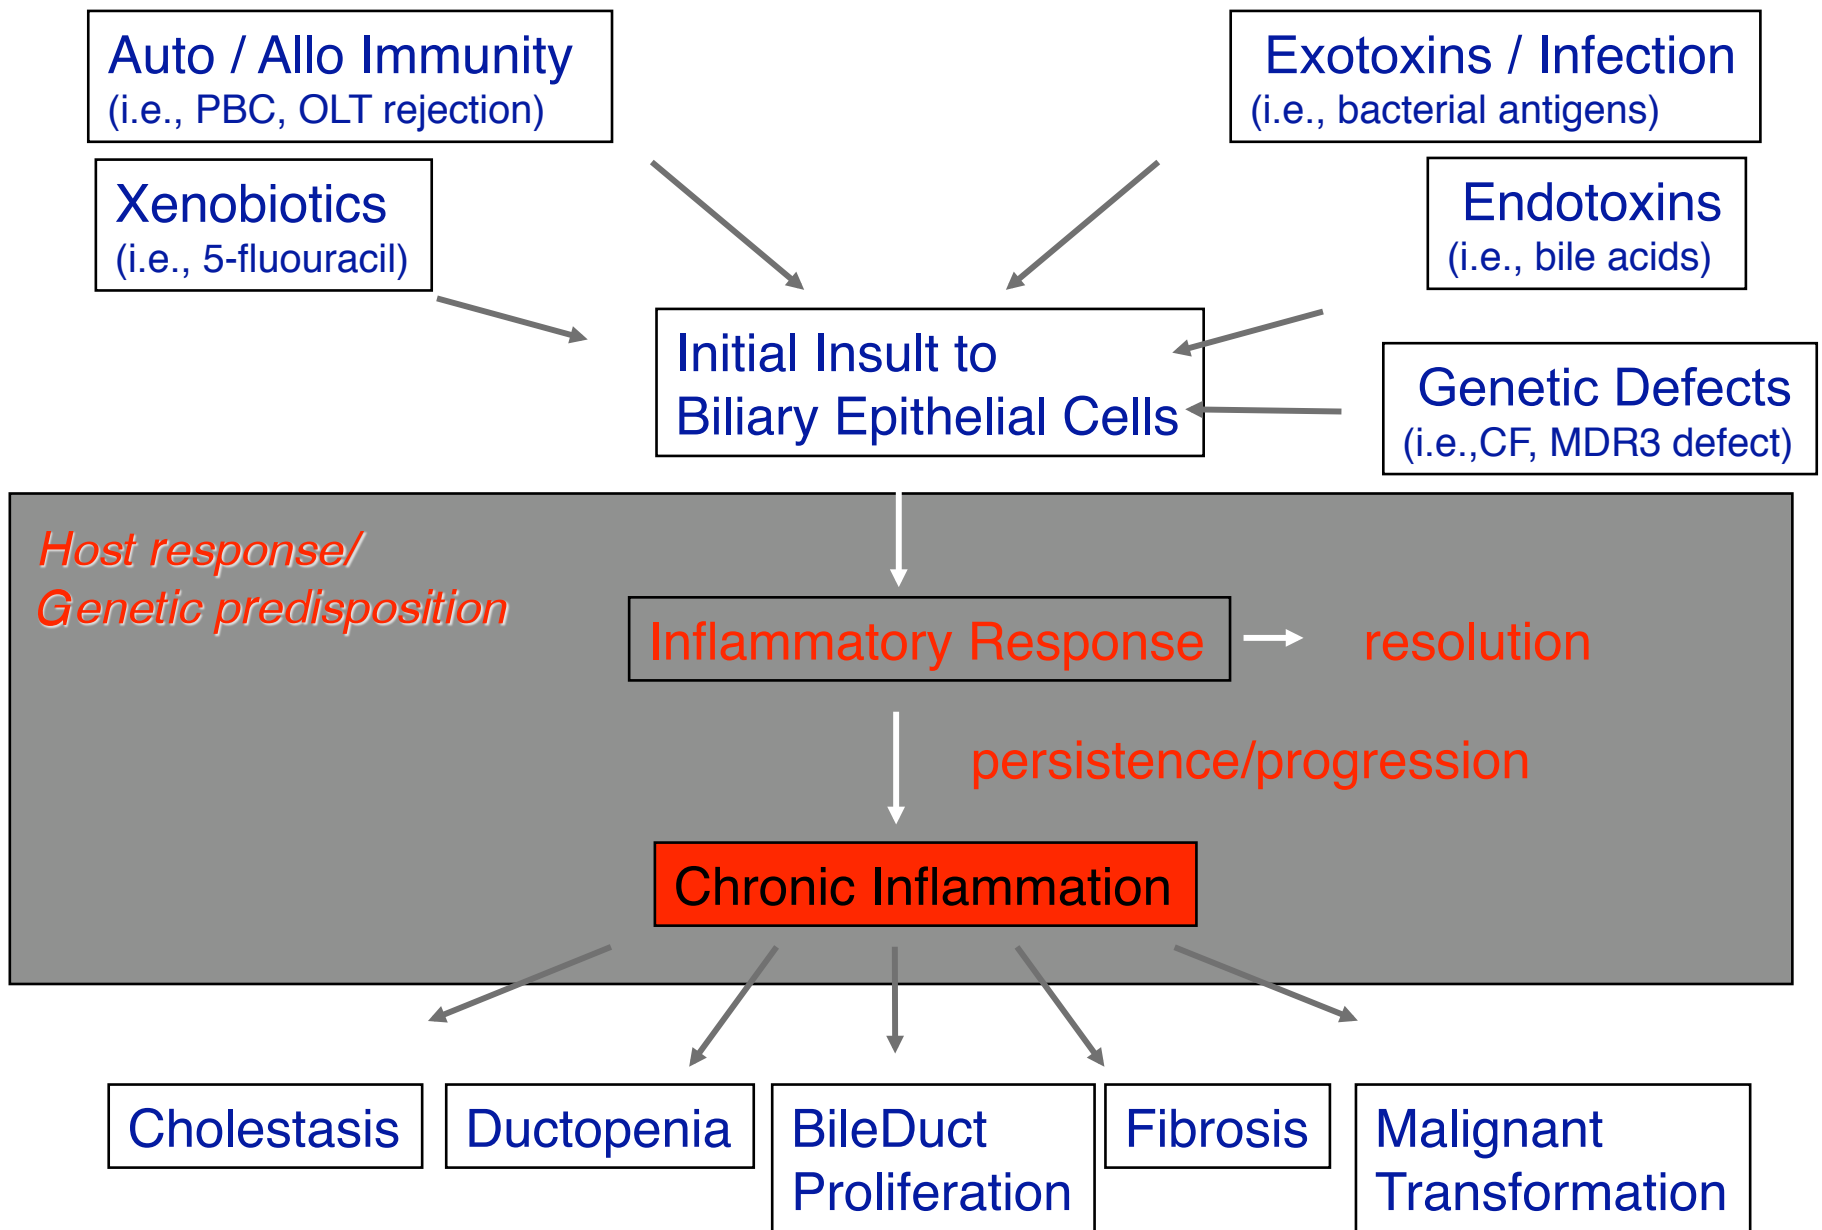 Auto / Allo Immunity
(i.e., PBC, OLT rejection)
Exotoxins / Infection
(i.e., bacterial antigens)
Xenobiotics
(i.e., 5-fluouracil)
Endotoxins
(i.e., bile acids)
Initial Insult to
Biliary Epithelial Cells
Genetic Defects
(i.e.,CF, MDR3 defect)
Host response/
Genetic predisposition
Inflammatory Response
resolution
persistence/progression
Chronic Inflammation
Cholestasis
Ductopenia
BileDuct
Proliferation
Fibrosis
Malignant
Transformation